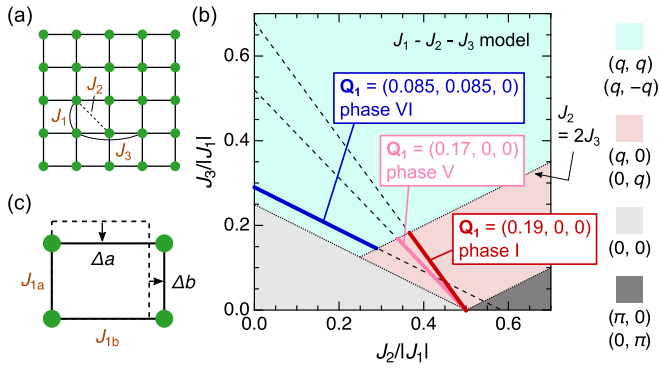 (a)
J₂
J₁
J₃
(b)
J₁ - J₂ - J₃ model
Q₁ = (0.085, 0.085, 0)
phase VI
Q₁ = (0.17, 0, 0)
phase V
Q₁ = (0.19, 0, 0)
phase I
J₂
= 2J₃
0.6
0.4
0.2
0.0
J₃/|J₁|
0.0
0.2
0.4
0.6
J₂/|J₁|
(q, q)
(q, -q)
(q, 0)
(0, q)
(0, 0)
(π, 0)
(0, π)
(c)
Δa
J₁ₐ
Δb
J1b